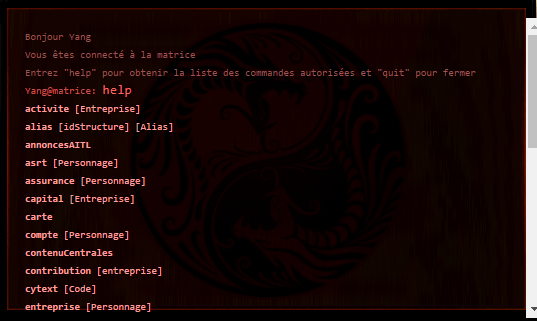 Bonjour Yang
Vous êtes connecté à la matrice
Entrez "help" pour obtenir la liste des commandes autorisées et "quit" pour fermer
Yang@matrice: help
activite [Entreprise]
alias [idStructure] [Alias]
annoncesAITL
asrt [Personnage]
assurance [Personnage]
capital [Entreprise]
carte
compte [Personnage]
contenuCentrales
contribution [entreprise]
cytext [Code]
entreprise [Personnage]